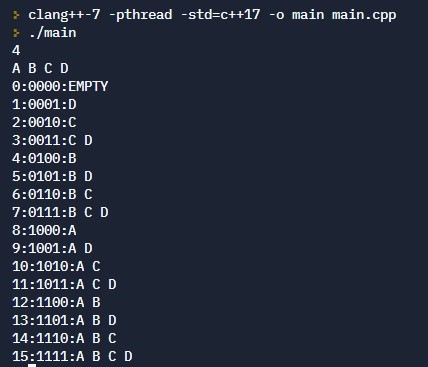 > clang++-7 -pthread -std=c++17 -o main main.cpp
> ./main
4
A B C D
0:0000:EMPTY
1:0001:D
2:0010:C
3:0011:C D
4:0100:B
5:0101:B D
6:0110:B C
7:0111:B C D
8:1000:A
9:1001:A D
10:1010:A C
11:1011:A C D
12:1100:A B
13:1101:A B D
14:1110:A B C
15:1111:A B C D